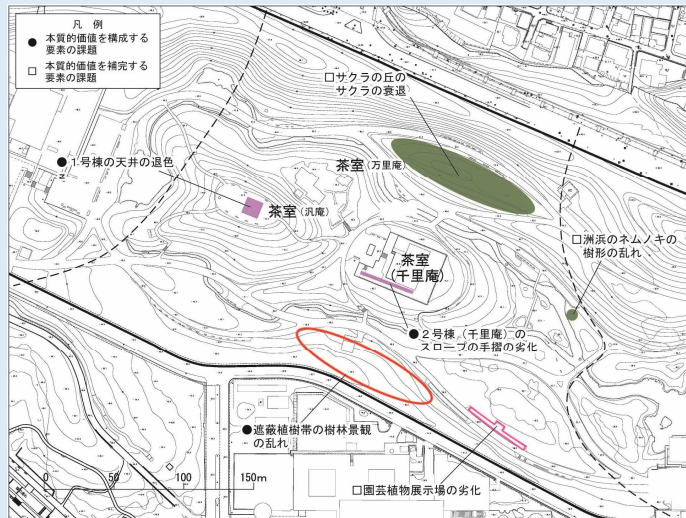 凡 例
● 本質的価値を構成する
要素の課題
□ 本質的価値を補完する
要素の課題
□サクラの丘の
サクラの衰退
茶室(万里庵)
●1号棟の天井の退色
茶室(汎庵)
□洲浜のネムノキの
樹形の乱れ
茶室
(千里庵)
●2号棟(千里庵)の
スロープの手摺の劣化
●遮蔽植樹帯の樹林景観
の乱れ
0 50 100 150m
□園芸植物展示場の劣化